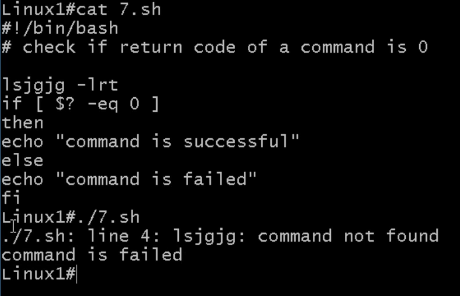 Linux1#cat 7.sh
#!/bin/bash
# check if return code of a command is 0

lsjgjg -lrt
if [ $? -eq 0 ]
then
echo "command is successful"
else
echo "command is failed"
fi
Linux1#./7.sh
./7.sh: line 4: lsjgjg: command not found
command is failed
Linux1#